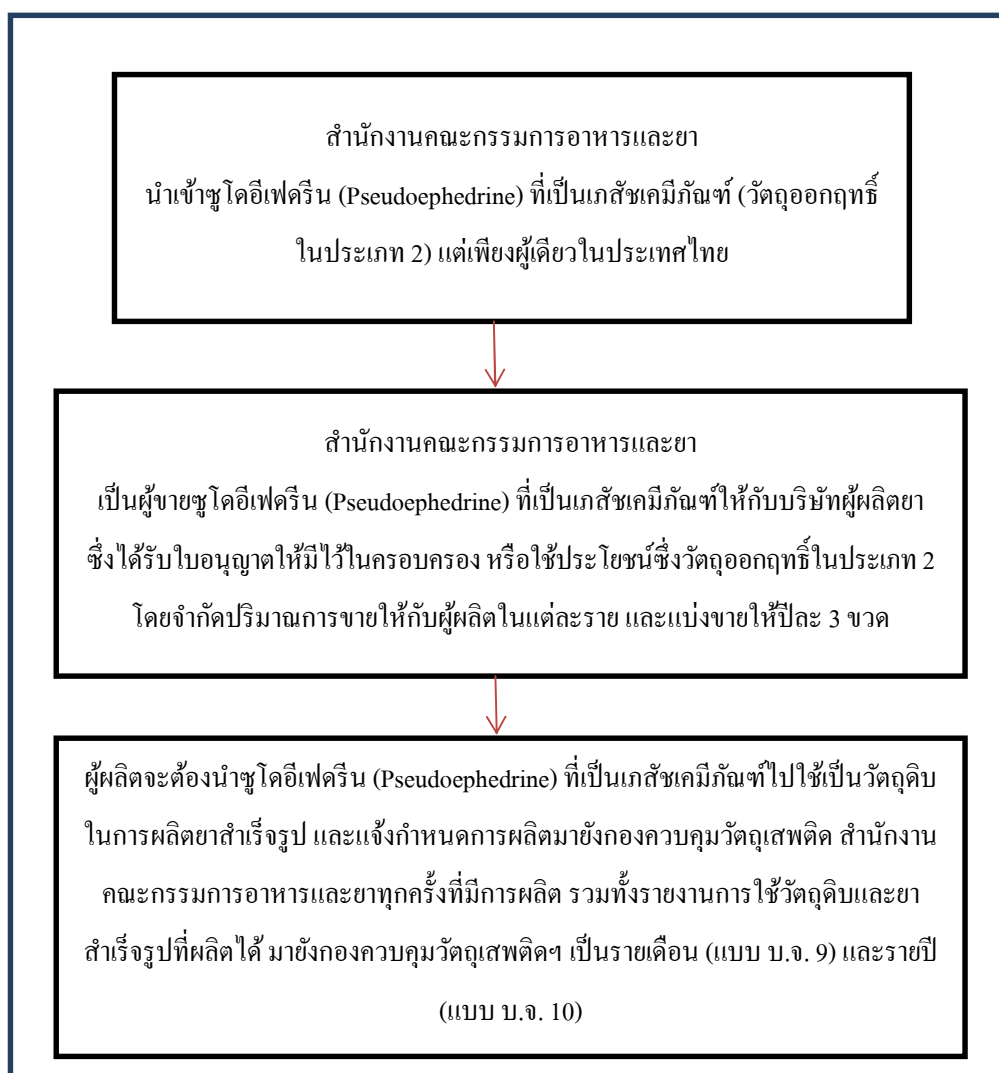 สำนักงานคณะกรรมการอาหารและยา
นำเข้าซูโดอีเฟดรีน (Pseudoephedrine) ที่เป็นเภสัชเคมีภัณฑ์ (วัตถุออกฤทธิ์
ในประเภท 2) แต่เพียงผู้เดียวในประเทศไทย
สำนักงานคณะกรรมการอาหารและยา
เป็นผู้ขายซูโดอีเฟดรีน (Pseudoephedrine) ที่เป็นเภสัชเคมีภัณฑ์ให้กับบริษัทผู้ผลิตยา
ซึ่งได้รับใบอนุญาตให้มีไว้ในครอบครอง หรือใช้ประโยชน์ซึ่งวัตถุออกฤทธิ์ในประเภท 2
โดยจำกัดปริมาณการขายให้กับผู้ผลิตในแต่ละราย และแบ่งขายให้ปีละ 3 ขวด
ผู้ผลิตจะต้องนำซูโดอีเฟดรีน (Pseudoephedrine) ที่เป็นเภสัชเคมีภัณฑ์ไปใช้เป็นวัตถุดิบ
ในการผลิตยาสำเร็จรูป และแจ้งกำหนดการผลิตมายังกองควบคุมวัตถุเสพติด สำนักงาน
คณะกรรมการอาหารและยาทุกครั้งที่มีการผลิต รวมทั้งรายงานการใช้วัตถุดิบและยา
สำเร็จรูปที่ผลิตได้ มายังกองควบคุมวัตถุเสพติดฯ เป็นรายเดือน (แบบ บ.จ. 9) และรายปี
(แบบ บ.จ. 10)